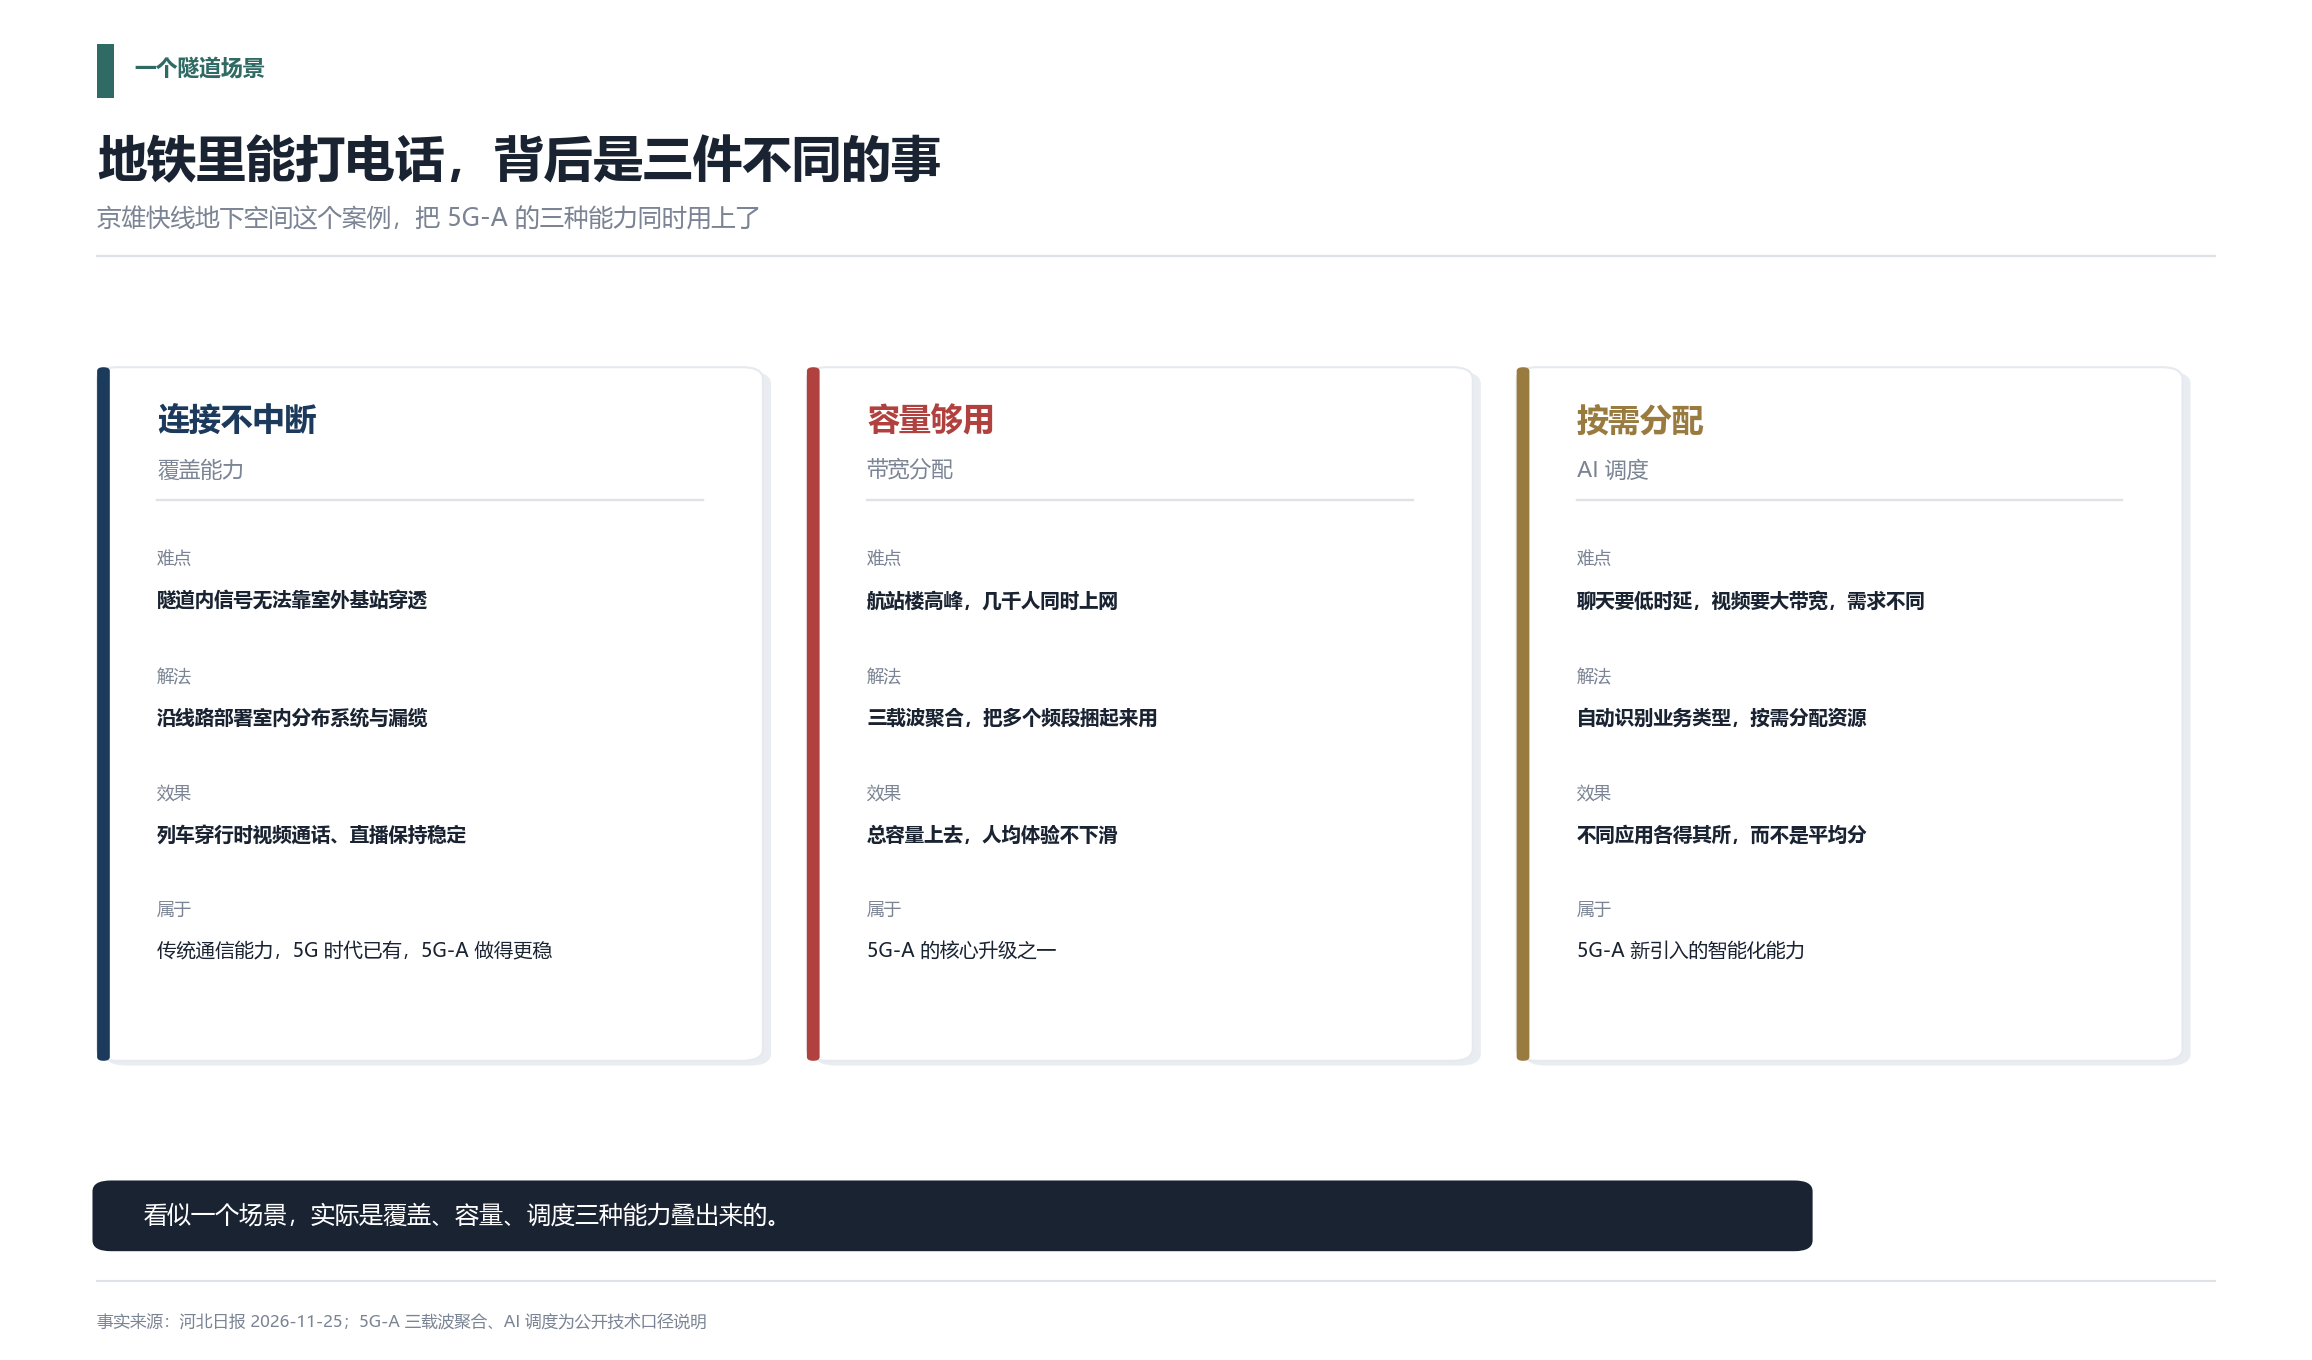 一个隧道场景
地铁里能打电话，背后是三件不同的事
京雄快线地下空间这个案例，把 5G-A 的三种能力同时用上了
连接不中断
覆盖能力
难点
隧道内信号无法靠室外基站穿透
解法
沿线路部署室内分布系统与漏缆
效果
列车穿行时视频通话、直播保持稳定
属于
传统通信能力，5G 时代已有，5G-A 做得更稳
容量够用
带宽分配
难点
航站楼高峰，几千人同时上网
解法
三载波聚合，把多个频段捆起来用
效果
总容量上去，人均体验不下滑
属于
5G-A 的核心升级之一
按需分配
AI 调度
难点
聊天要低时延，视频要大带宽，需求不同
解法
自动识别业务类型，按需分配资源
效果
不同应用各得其所，而不是平均分
属于
5G-A 新引入的智能化能力
看似一个场景，实际是覆盖、容量、调度三种能力叠出来的。
事实来源：河北日报 2026-11-25；5G-A 三载波聚合、AI 调度为公开技术口径说明